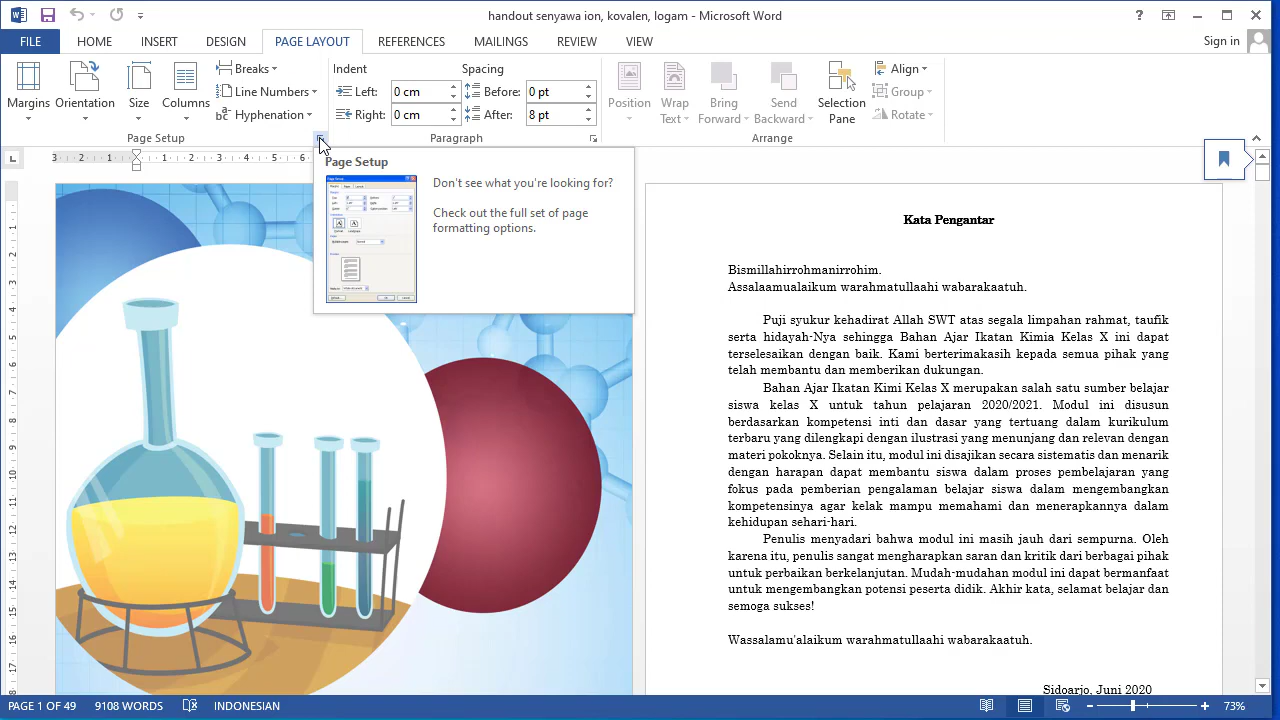 handout senyawa ion, kovalen, logam - Microsoft Word
FILE HOME INSERT DESIGN PAGE LAYOUT REFERENCES MAILINGS REVIEW VIEW Sign in
Margins Orientation Size Columns
Breaks
Line Numbers
Hyphenation
Page Setup
Indent Spacing
Left: 0 cm Before: 0 pt
Right: 0 cm After: 8 pt
Paragraph
Position Wrap Text Bring Forward Send Backward Selection Pane
Align
Group
Rotate
Arrange
Page Setup
Don't see what you're looking for?
Check out the full set of page
formatting options.
Kata Pengantar
Bismillahirrohmanirrohim.
Assalamu'alaikum warahmatullaahi wabarakaatuh.
Puji syukur kehadirat Allah SWT atas segala limpahan rahmat, taufik
serta hidayah-Nya sehingga Bahan Ajar Ikatan Kimia Kelas X ini dapat
terselesaikan dengan baik. Kami berterimakasih kepada semua pihak yang
telah membantu dan memberikan dukungan.
Bahan Ajar Ikatan Kimi Kelas X merupakan salah satu sumber belajar
siswa kelas X untuk tahun pelajaran 2020/2021. Modul ini disusun
berdasarkan kompetensi inti dan dasar yang tertuang dalam kurikulum
terbaru yang dilengkapi dengan ilustrasi yang menunjang dan relevan dengan
materi pokoknya. Selain itu, modul ini disajikan secara sistematis dan menarik
dengan harapan dapat membantu siswa dalam proses pembelajaran yang
fokus pada pemberian pengalaman belajar siswa dalam mengembangkan
kompetensinya agar kelak mampu memahami dan menerapkannya dalam
kehidupan sehari-hari.
Penulis menyadari bahwa modul ini masih jauh dari sempurna. Oleh
karena itu, penulis sangat mengharapkan saran dan kritik dari berbagai pihak
untuk perbaikan berkelanjutan. Mudah-mudahan modul ini dapat bermanfaat
untuk mengembangkan potensi peserta didik. Akhir kata, selamat belajar dan
semoga sukses!
Wassalamu'alaikum warahmatullaahi wabarakaatuh.
Sidoarjo, Juni 2020
PAGE 1 OF 49 9108 WORDS INDONESIAN 73%